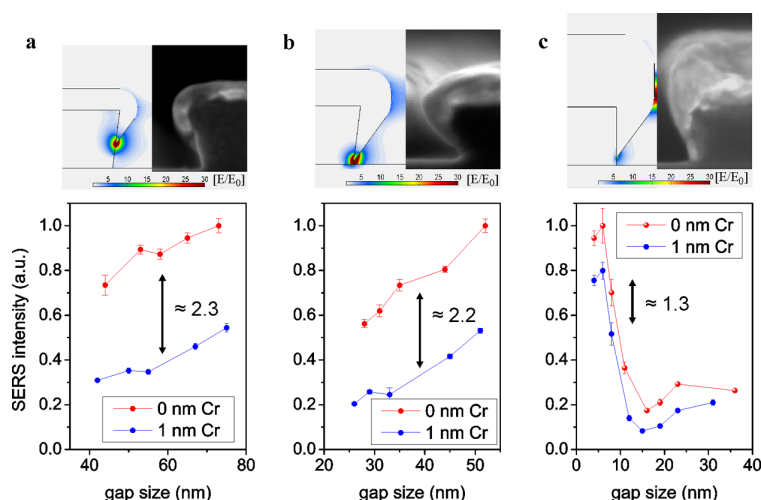 a
b
c
[E/E0]
5 10 15 20 25 30
[E/E0]
5 10 15 20 25 30
[E/E0]
5 10 15 20 25 30
SERS intensity (a.u.)
1.0
0.8
0.6
0.4
0.2
0.0
≈ 2.3
0 nm Cr
1 nm Cr
40 60 80
gap size (nm)
1.0
0.8
0.6
0.4
0.2
0.0
≈ 2.2
0 nm Cr
1 nm Cr
20 30 40 50
gap size (nm)
1.0
0.8
0.6
0.4
0.2
0.0
0 nm Cr
1 nm Cr
≈ 1.3
0 10 20 30 40
gap size (nm)